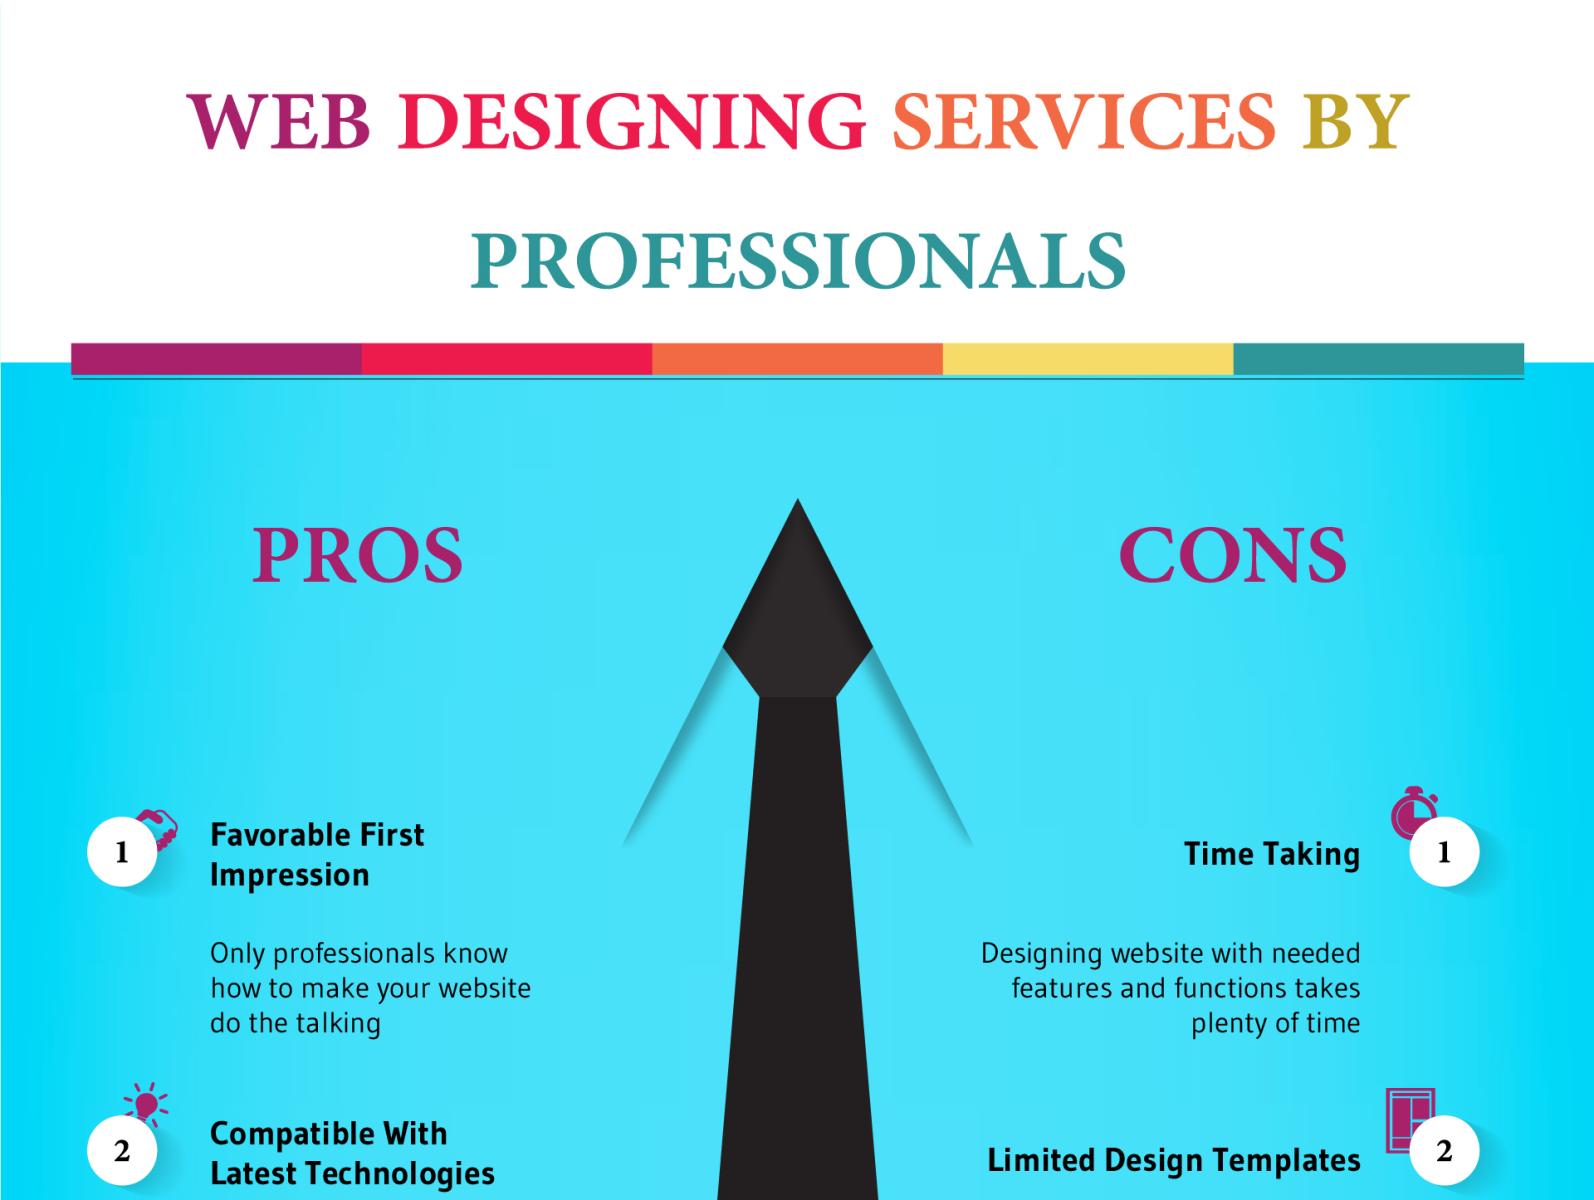 WEB DESIGNING SERVICES BY
PROFESSIONALS
PROS
CONS
1
Favorable First
Impression
Only professionals know
how to make your website
do the talking
Time Taking
1
Designing website with needed
features and functions takes
plenty of time
2
Compatible With
Latest Technologies
Limited Design Templates
2